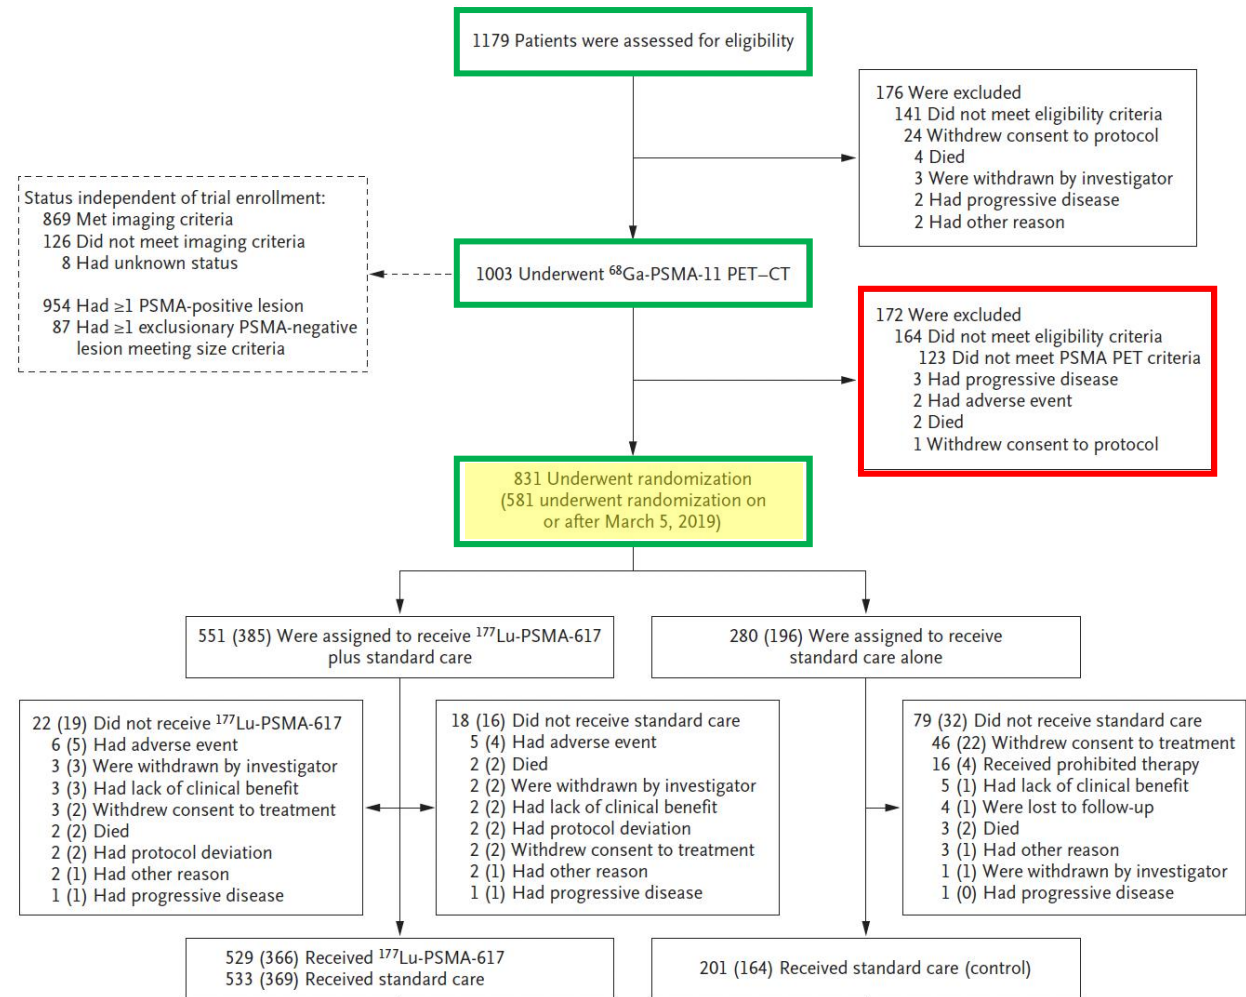 1179 Patients were assessed for eligibility
176 Were excluded
141 Did not meet eligibility criteria
24 Withdrew consent to protocol
4 Died
3 Were withdrawn by investigator
2 Had progressive disease
2 Had other reason
Status independent of trial enrollment:
869 Met imaging criteria
126 Did not meet imaging criteria
8 Had unknown status
954 Had ≥1 PSMA-positive lesion
87 Had ≥1 exclusionary PSMA-negative
lesion meeting size criteria
1003 Underwent ⁶⁸Ga-PSMA-11 PET–CT
172 Were excluded
164 Did not meet eligibility criteria
123 Did not meet PSMA PET criteria
3 Had progressive disease
2 Had adverse event
2 Died
1 Withdrew consent to protocol
831 Underwent randomization
(581 underwent randomization on
or after March 5, 2019)
551 (385) Were assigned to receive ¹⁷⁷Lu-PSMA-617
plus standard care
280 (196) Were assigned to receive
standard care alone
22 (19) Did not receive ¹⁷⁷Lu-PSMA-617
6 (5) Had adverse event
3 (3) Were withdrawn by investigator
3 (3) Had lack of clinical benefit
3 (2) Withdrew consent to treatment
2 (2) Died
2 (2) Had protocol deviation
2 (1) Had other reason
1 (1) Had progressive disease
18 (16) Did not receive standard care
5 (4) Had adverse event
2 (2) Died
2 (2) Were withdrawn by investigator
2 (2) Had lack of clinical benefit
2 (2) Had protocol deviation
2 (2) Withdrew consent to treatment
2 (1) Had other reason
1 (1) Had progressive disease
79 (32) Did not receive standard care
46 (22) Withdrew consent to treatment
16 (4) Received prohibited therapy
5 (1) Had lack of clinical benefit
4 (1) Were lost to follow-up
3 (2) Died
3 (1) Had other reason
1 (1) Were withdrawn by investigator
1 (0) Had progressive disease
529 (366) Received ¹⁷⁷Lu-PSMA-617
533 (369) Received standard care
201 (164) Received standard care (control)